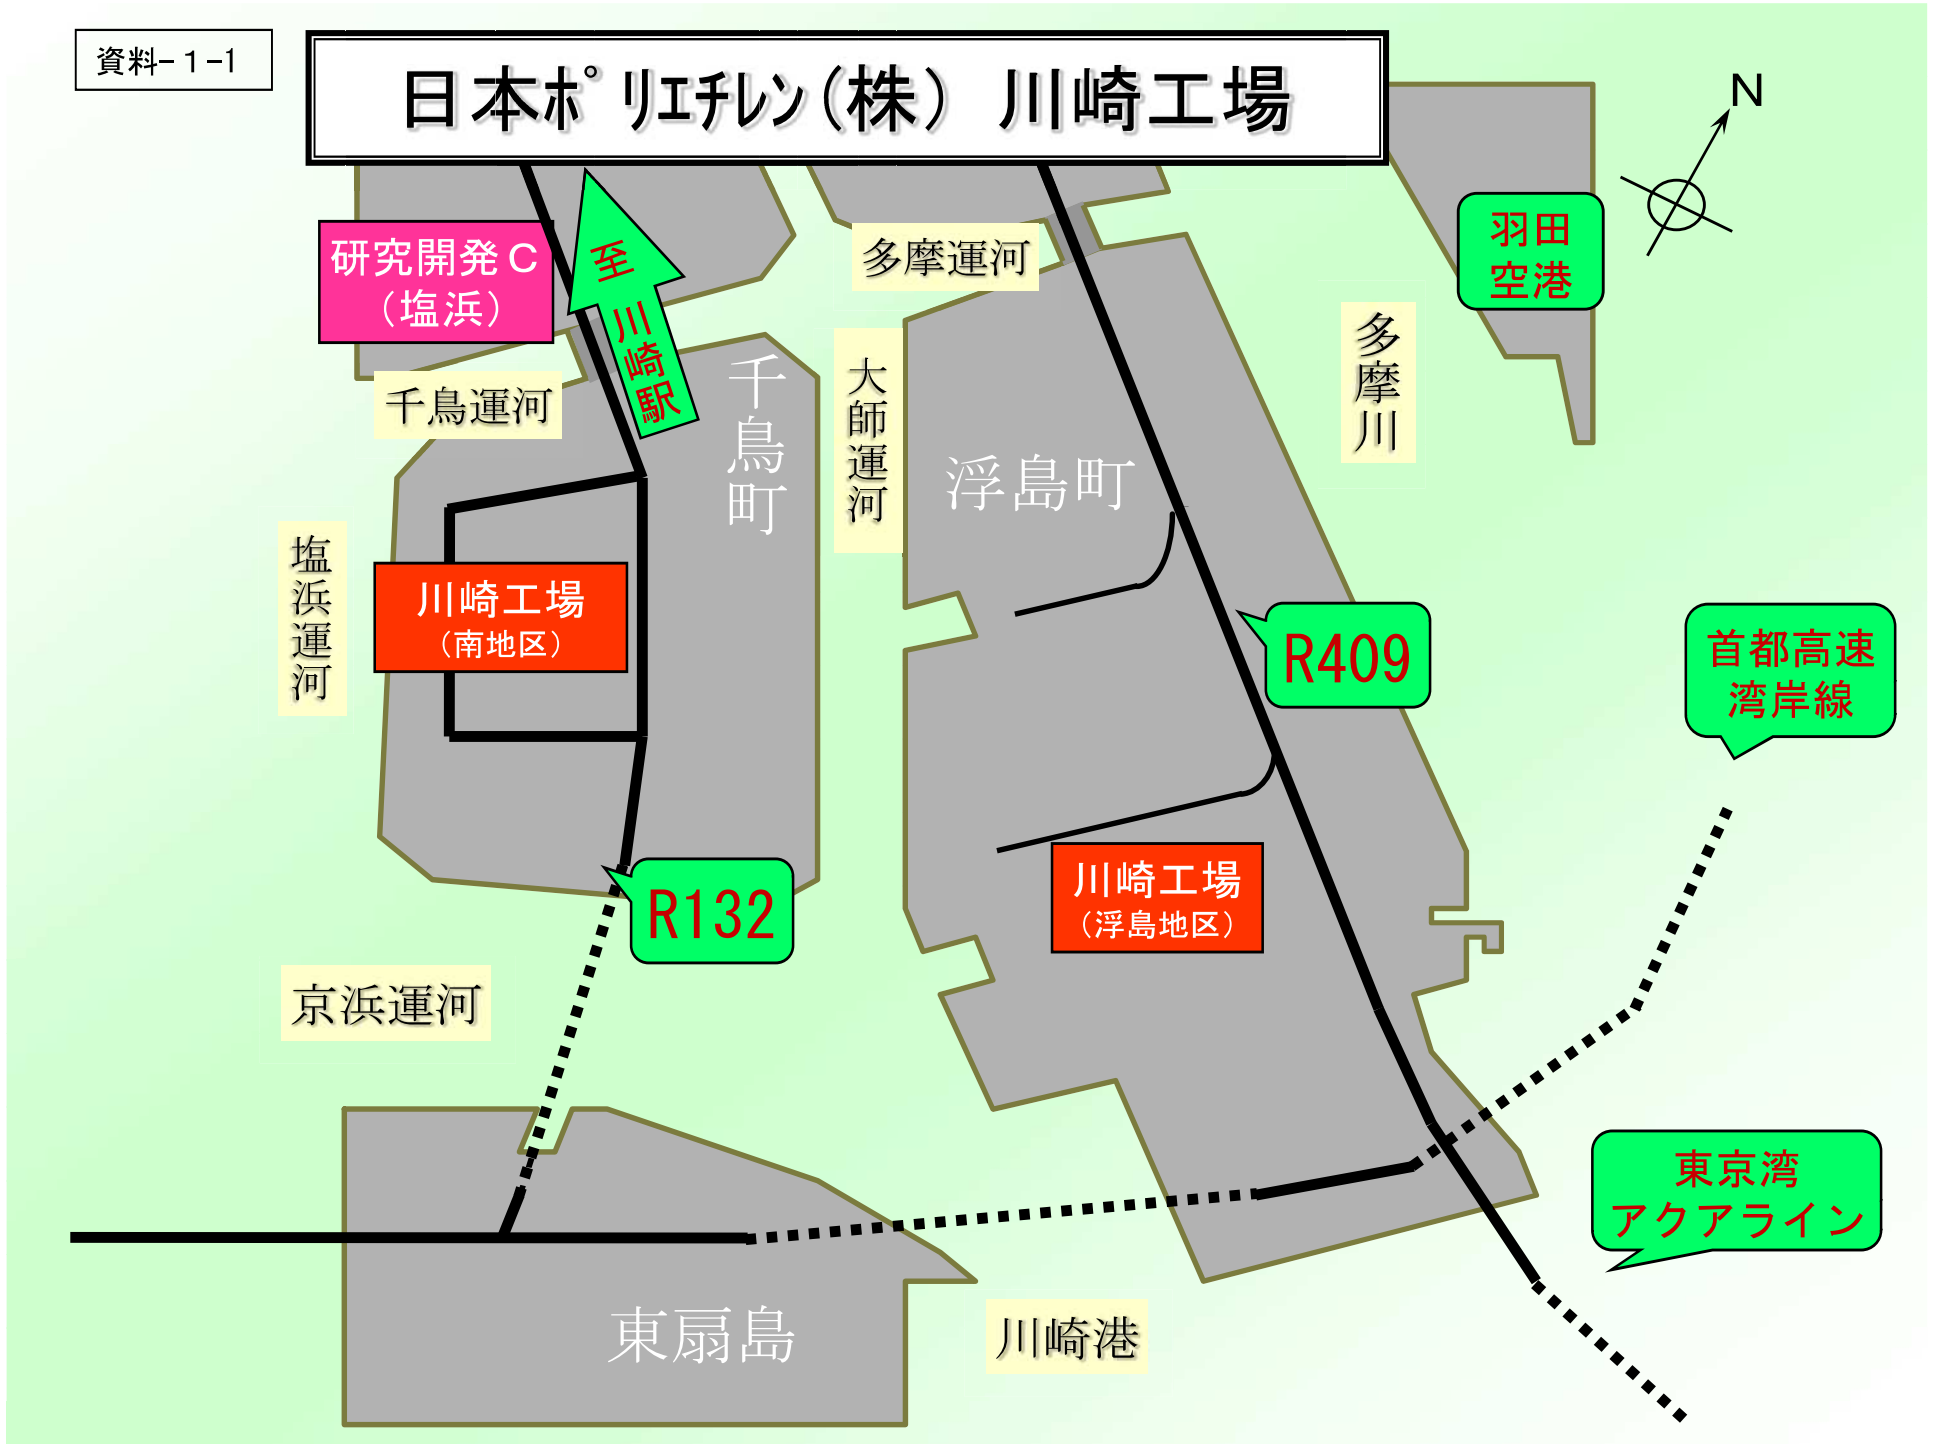 資料-１-1
日本ﾎﾟﾘｴﾁﾚﾝ(株) 川崎工場
N
羽田
空港
研究開発Ｃ
（塩浜）
至
川
崎
駅
多摩運河
千鳥運河
千
鳥
町
大
師
運
河
浮島町
多
摩
川
塩
浜
運
河
川崎工場
（南地区）
R409
首都高速
湾岸線
R132
川崎工場
（浮島地区）
京浜運河
東京湾
アクアライン
東扇島
川崎港